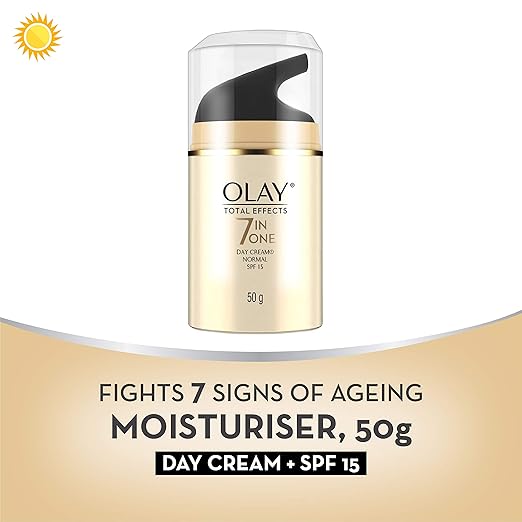 OLAY®
TOTAL EFFECTS
7 IN ONE
DAY CREAM
NORMAL
SPF 15
50 g
FIGHTS 7 SIGNS OF AGEING
MOISTURISER, 50g
DAY CREAM + SPF 15